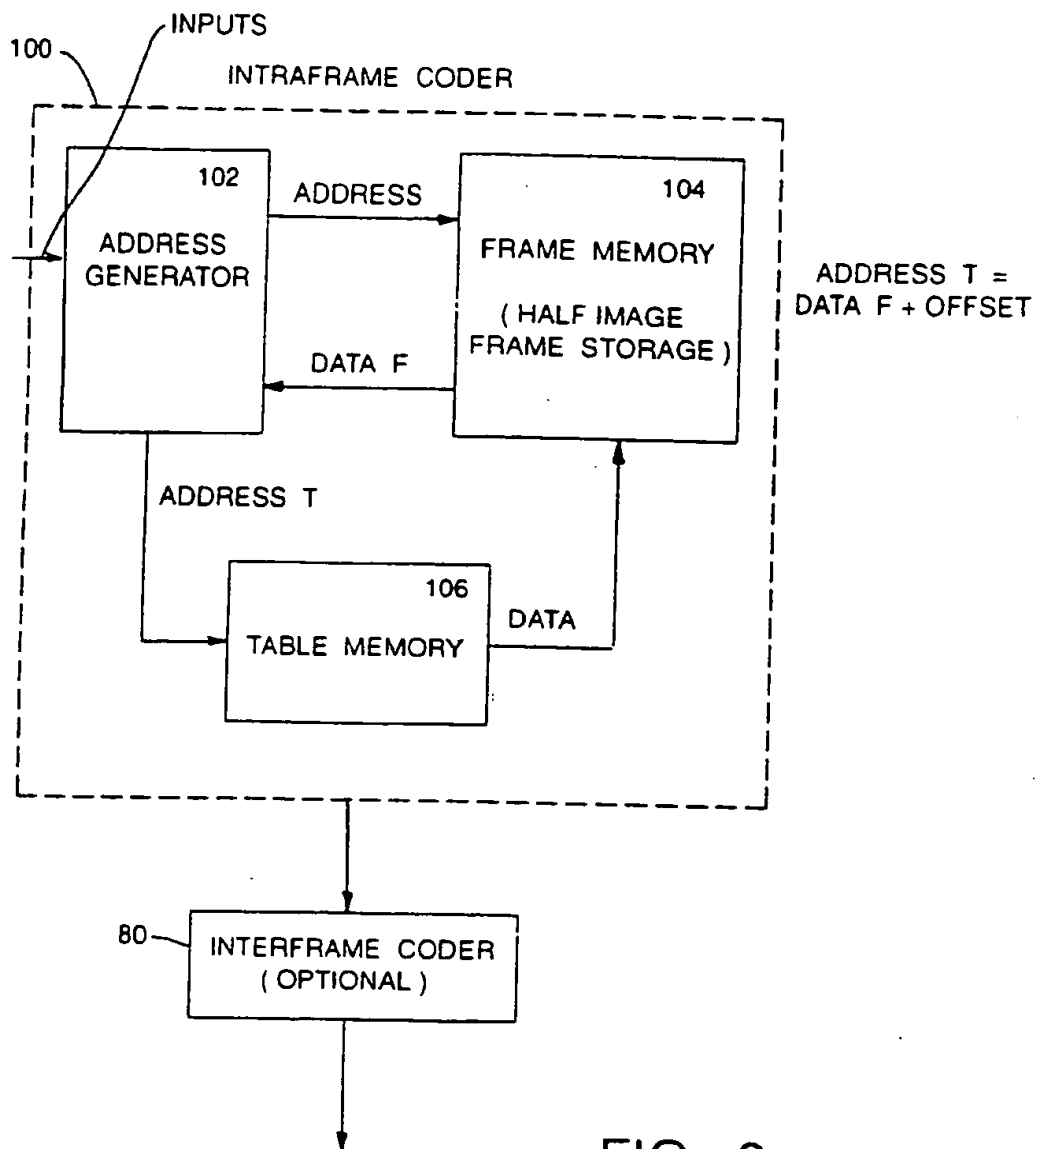 INPUTS
100
INTRAFRAME CODER
102
ADDRESS
GENERATOR
ADDRESS
104
FRAME MEMORY
( HALF IMAGE
FRAME STORAGE )
DATA F
ADDRESS T =
DATA F + OFFSET
ADDRESS T
106
TABLE MEMORY
DATA
80
INTERFRAME CODER
( OPTIONAL )
FIG.